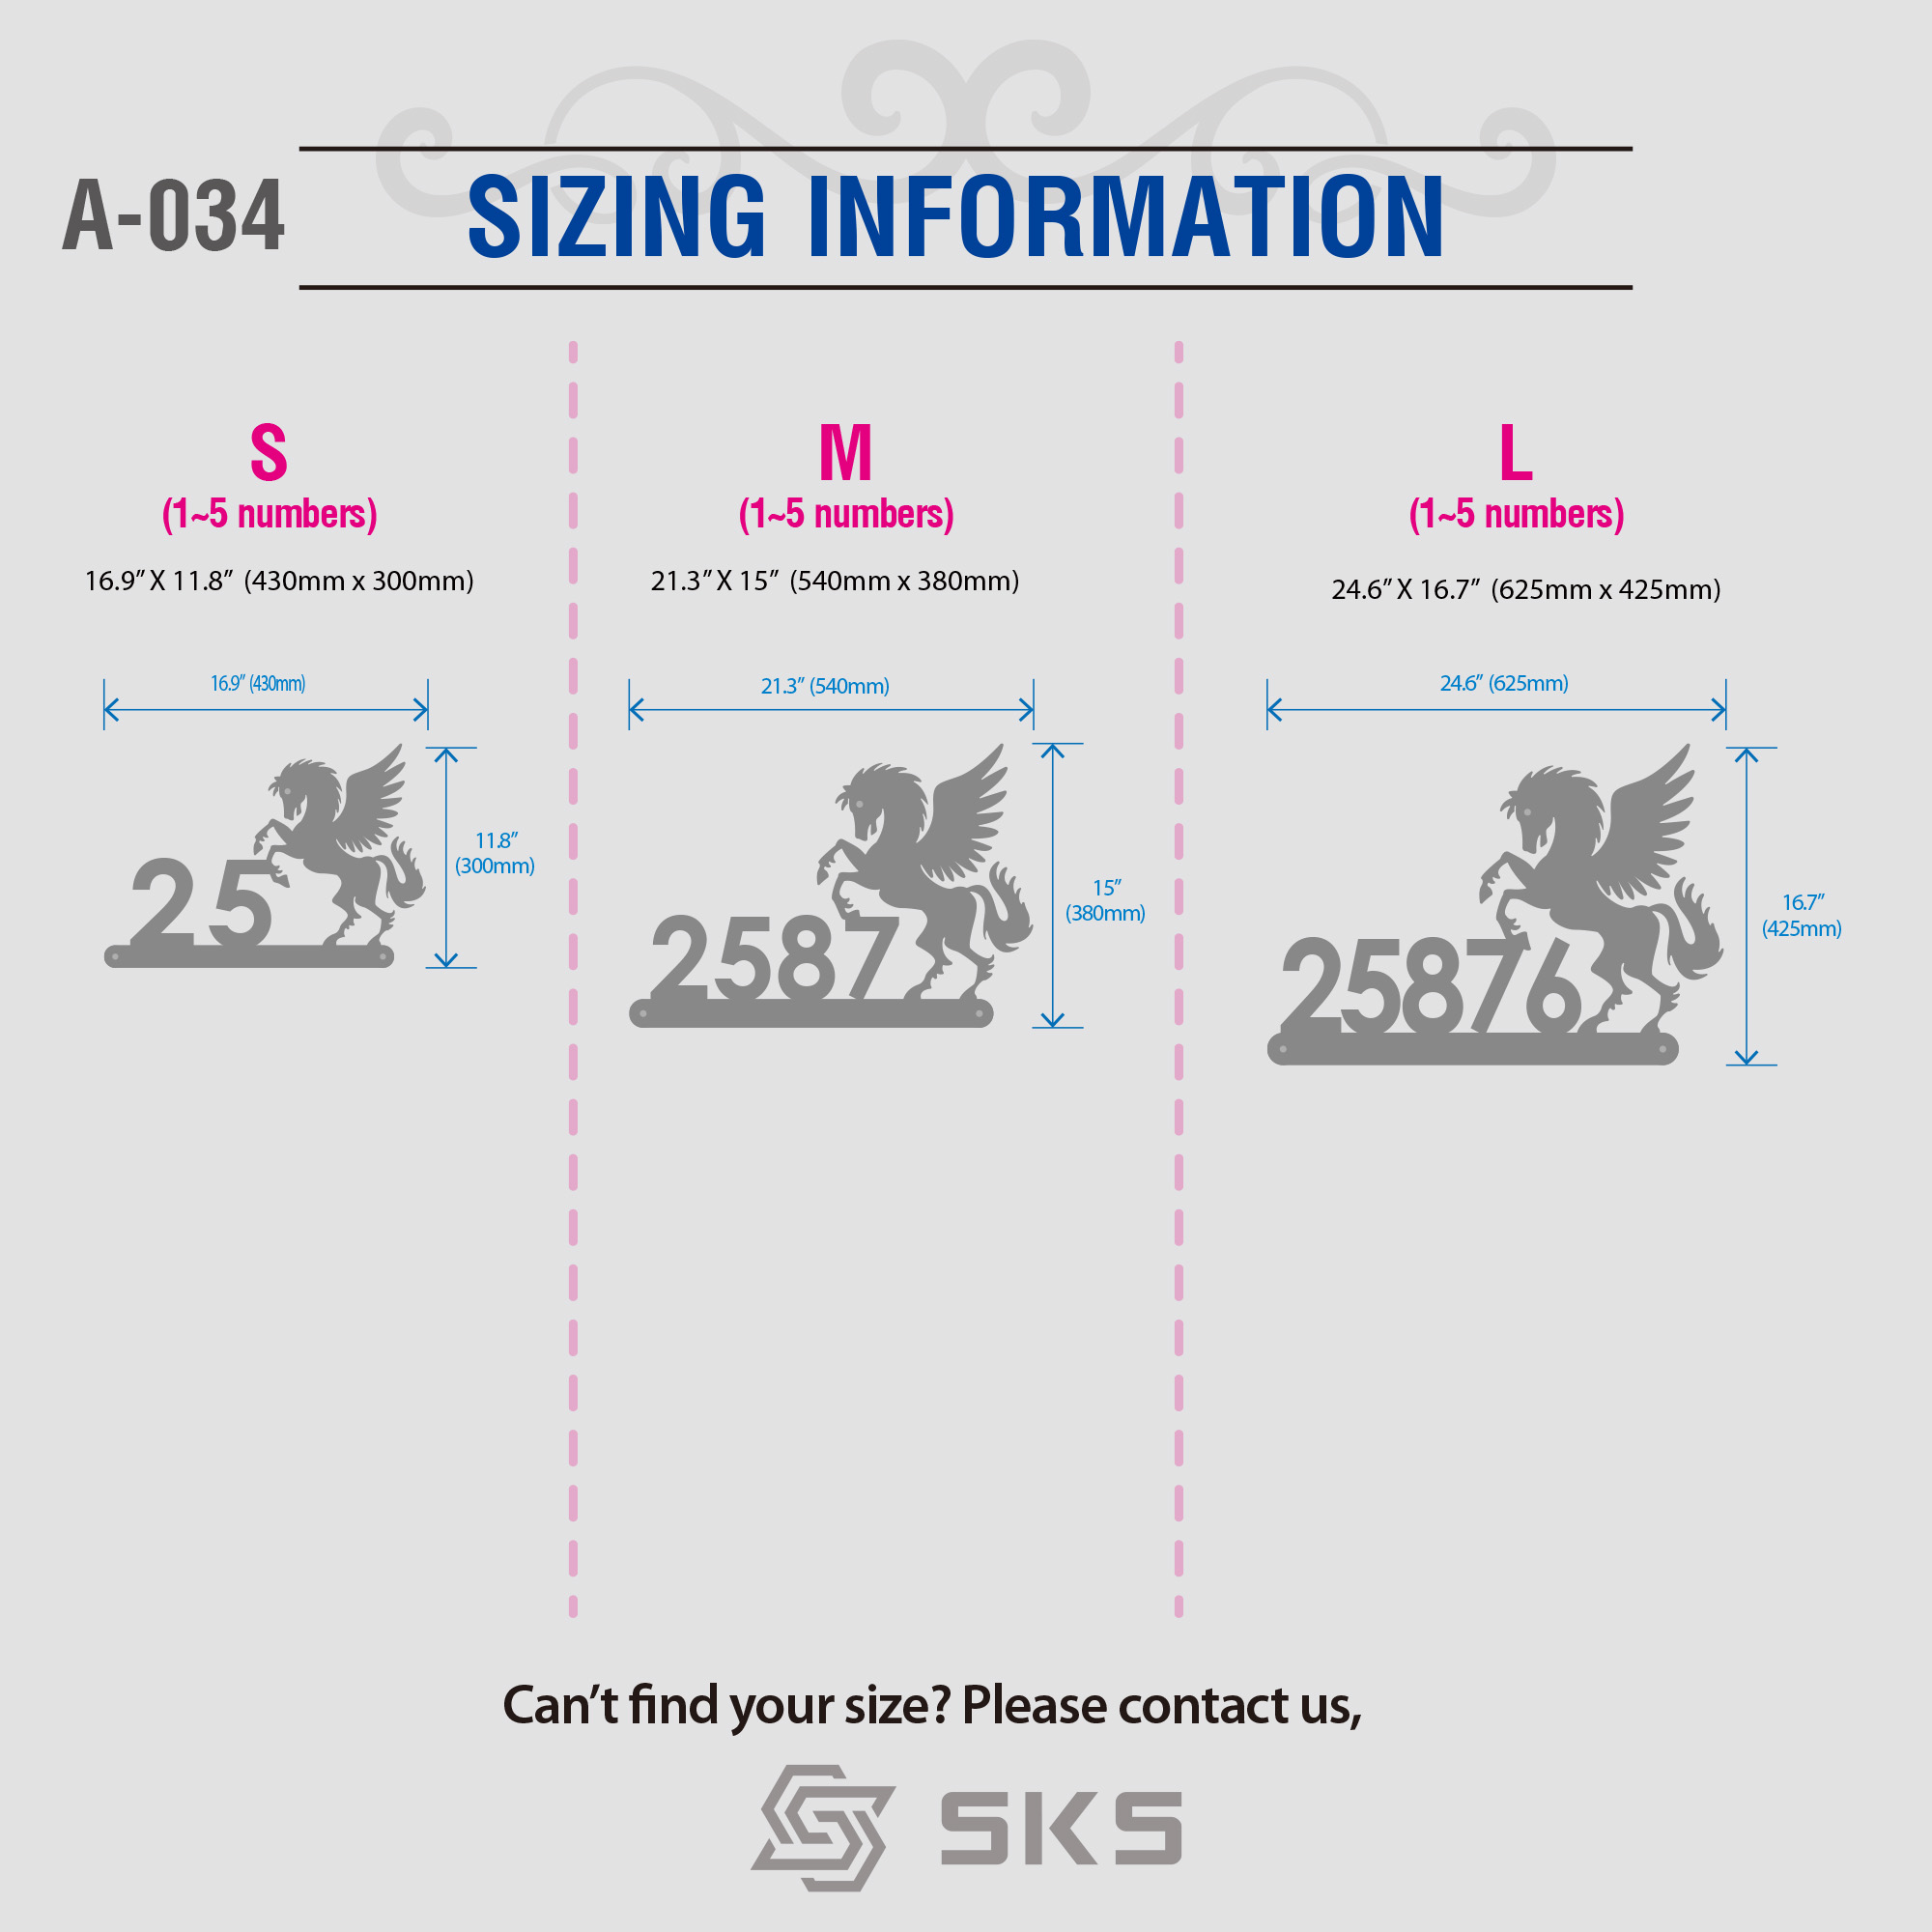 A-034
SIZING INFORMATION
S
(1~5 numbers)
16.9” X 11.8” (430mm x 300mm)
16.9” (430mm)
11.8”
(300mm)
25
M
(1~5 numbers)
21.3” X 15” (540mm x 380mm)
21.3” (540mm)
15”
(380mm)
2587
L
(1~5 numbers)
24.6” X 16.7” (625mm x 425mm)
24.6” (625mm)
16.7”
(425mm)
25876
Can’t find your size? Please contact us,
SKS